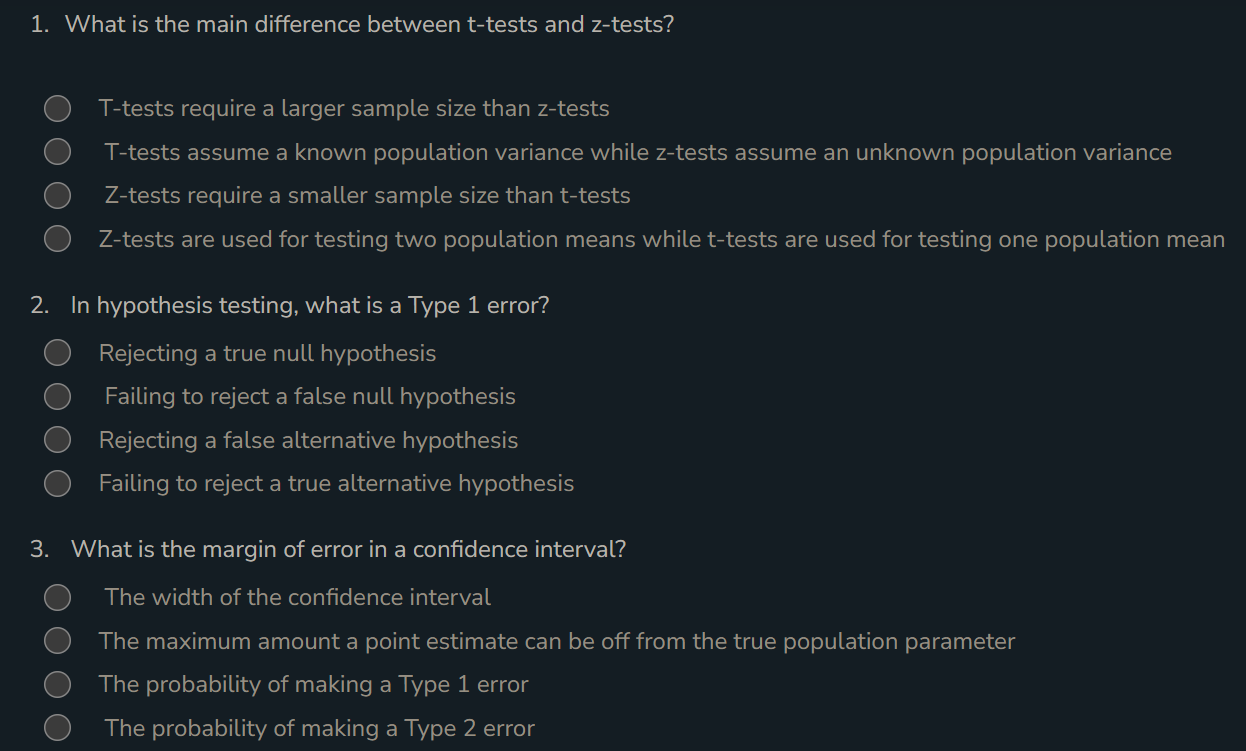 1. What is the main difference between t-tests and z-tests?
T-tests require a larger sample size than z-tests
T-tests assume a known population variance while z-tests assume an unknown population variance
Z-tests require a smaller sample size than t-tests
Z-tests are used for testing two population means while t-tests are used for testing one population mean
2. In hypothesis testing, what is a Type 1 error?
Rejecting a true null hypothesis
Failing to reject a false null hypothesis
Rejecting a false alternative hypothesis
Failing to reject a true alternative hypothesis
3. What is the margin of error in a confidence interval?
The width of the confidence interval
The maximum amount a point estimate can be off from the true population parameter
The probability of making a Type 1 error
The probability of making a Type 2 error